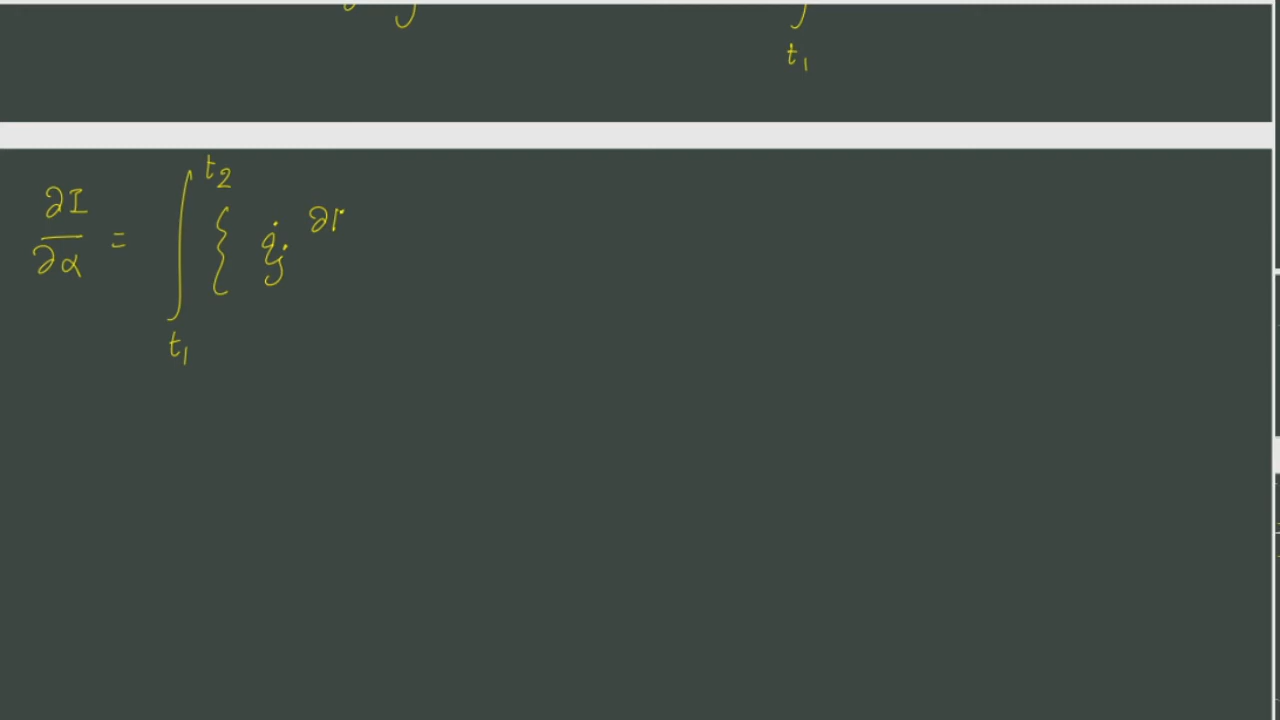 t₁
∂I/∂α = ∫_{t₁}^{t₂} { q̇ⱼ ∂